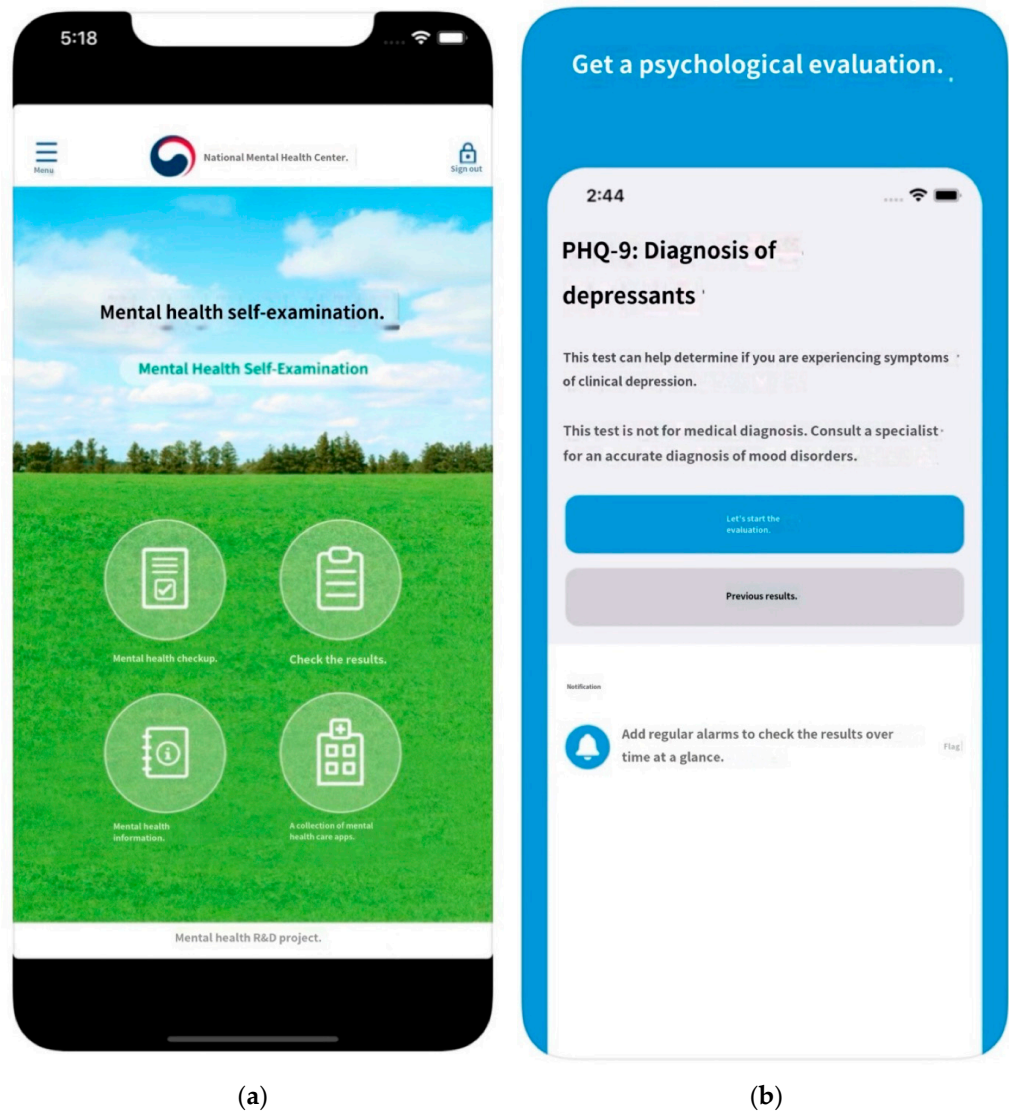 5:18
Menu
National Mental Health Center.
Sign out
Mental health self-examination.
Mental Health Self-Examination
Mental health checkup.
Check the results.
Mental health
information.
A collection of mental
health care apps.
Mental health R&D project.
(a)
Get a psychological evaluation.
2:44
PHQ-9: Diagnosis of
depressants
This test can help determine if you are experiencing symptoms
of clinical depression.
This test is not for medical diagnosis. Consult a specialist
for an accurate diagnosis of mood disorders.
Let's start the
evaluation.
Previous results.
Notification
Add regular alarms to check the results over
time at a glance.
Flag
(b)